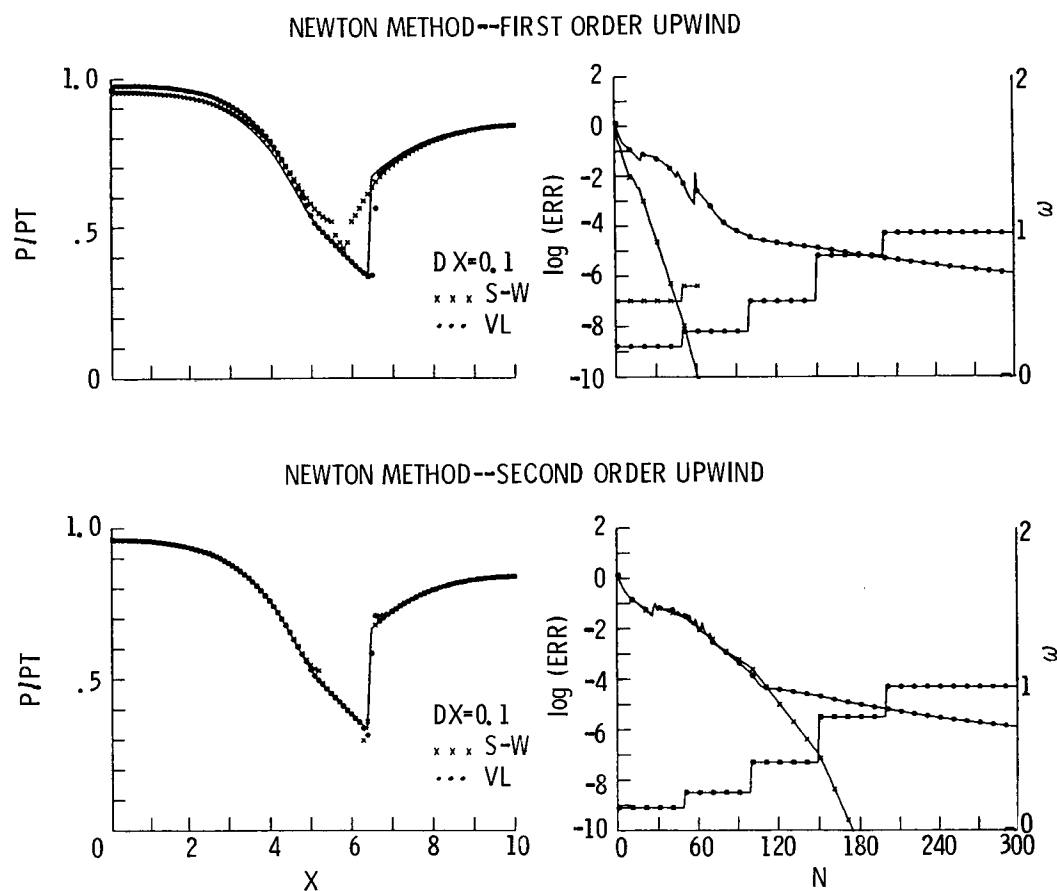 NEWTON METHOD--FIRST ORDER UPWIND
1.0
P/PT
.5
0
DX=0.1
x x x S-W
••• VL
2
0
-2
-4
-6
-8
-10
log (ERR)
2
1
0
ω
NEWTON METHOD--SECOND ORDER UPWIND
1.0
P/PT
.5
DX=0.1
x x x S-W
••• VL
0
2
4
6
8
10
X
2
0
-2
-4
-6
-8
-10
log (ERR)
2
1
0
ω
0
60
120
180
240
300
N